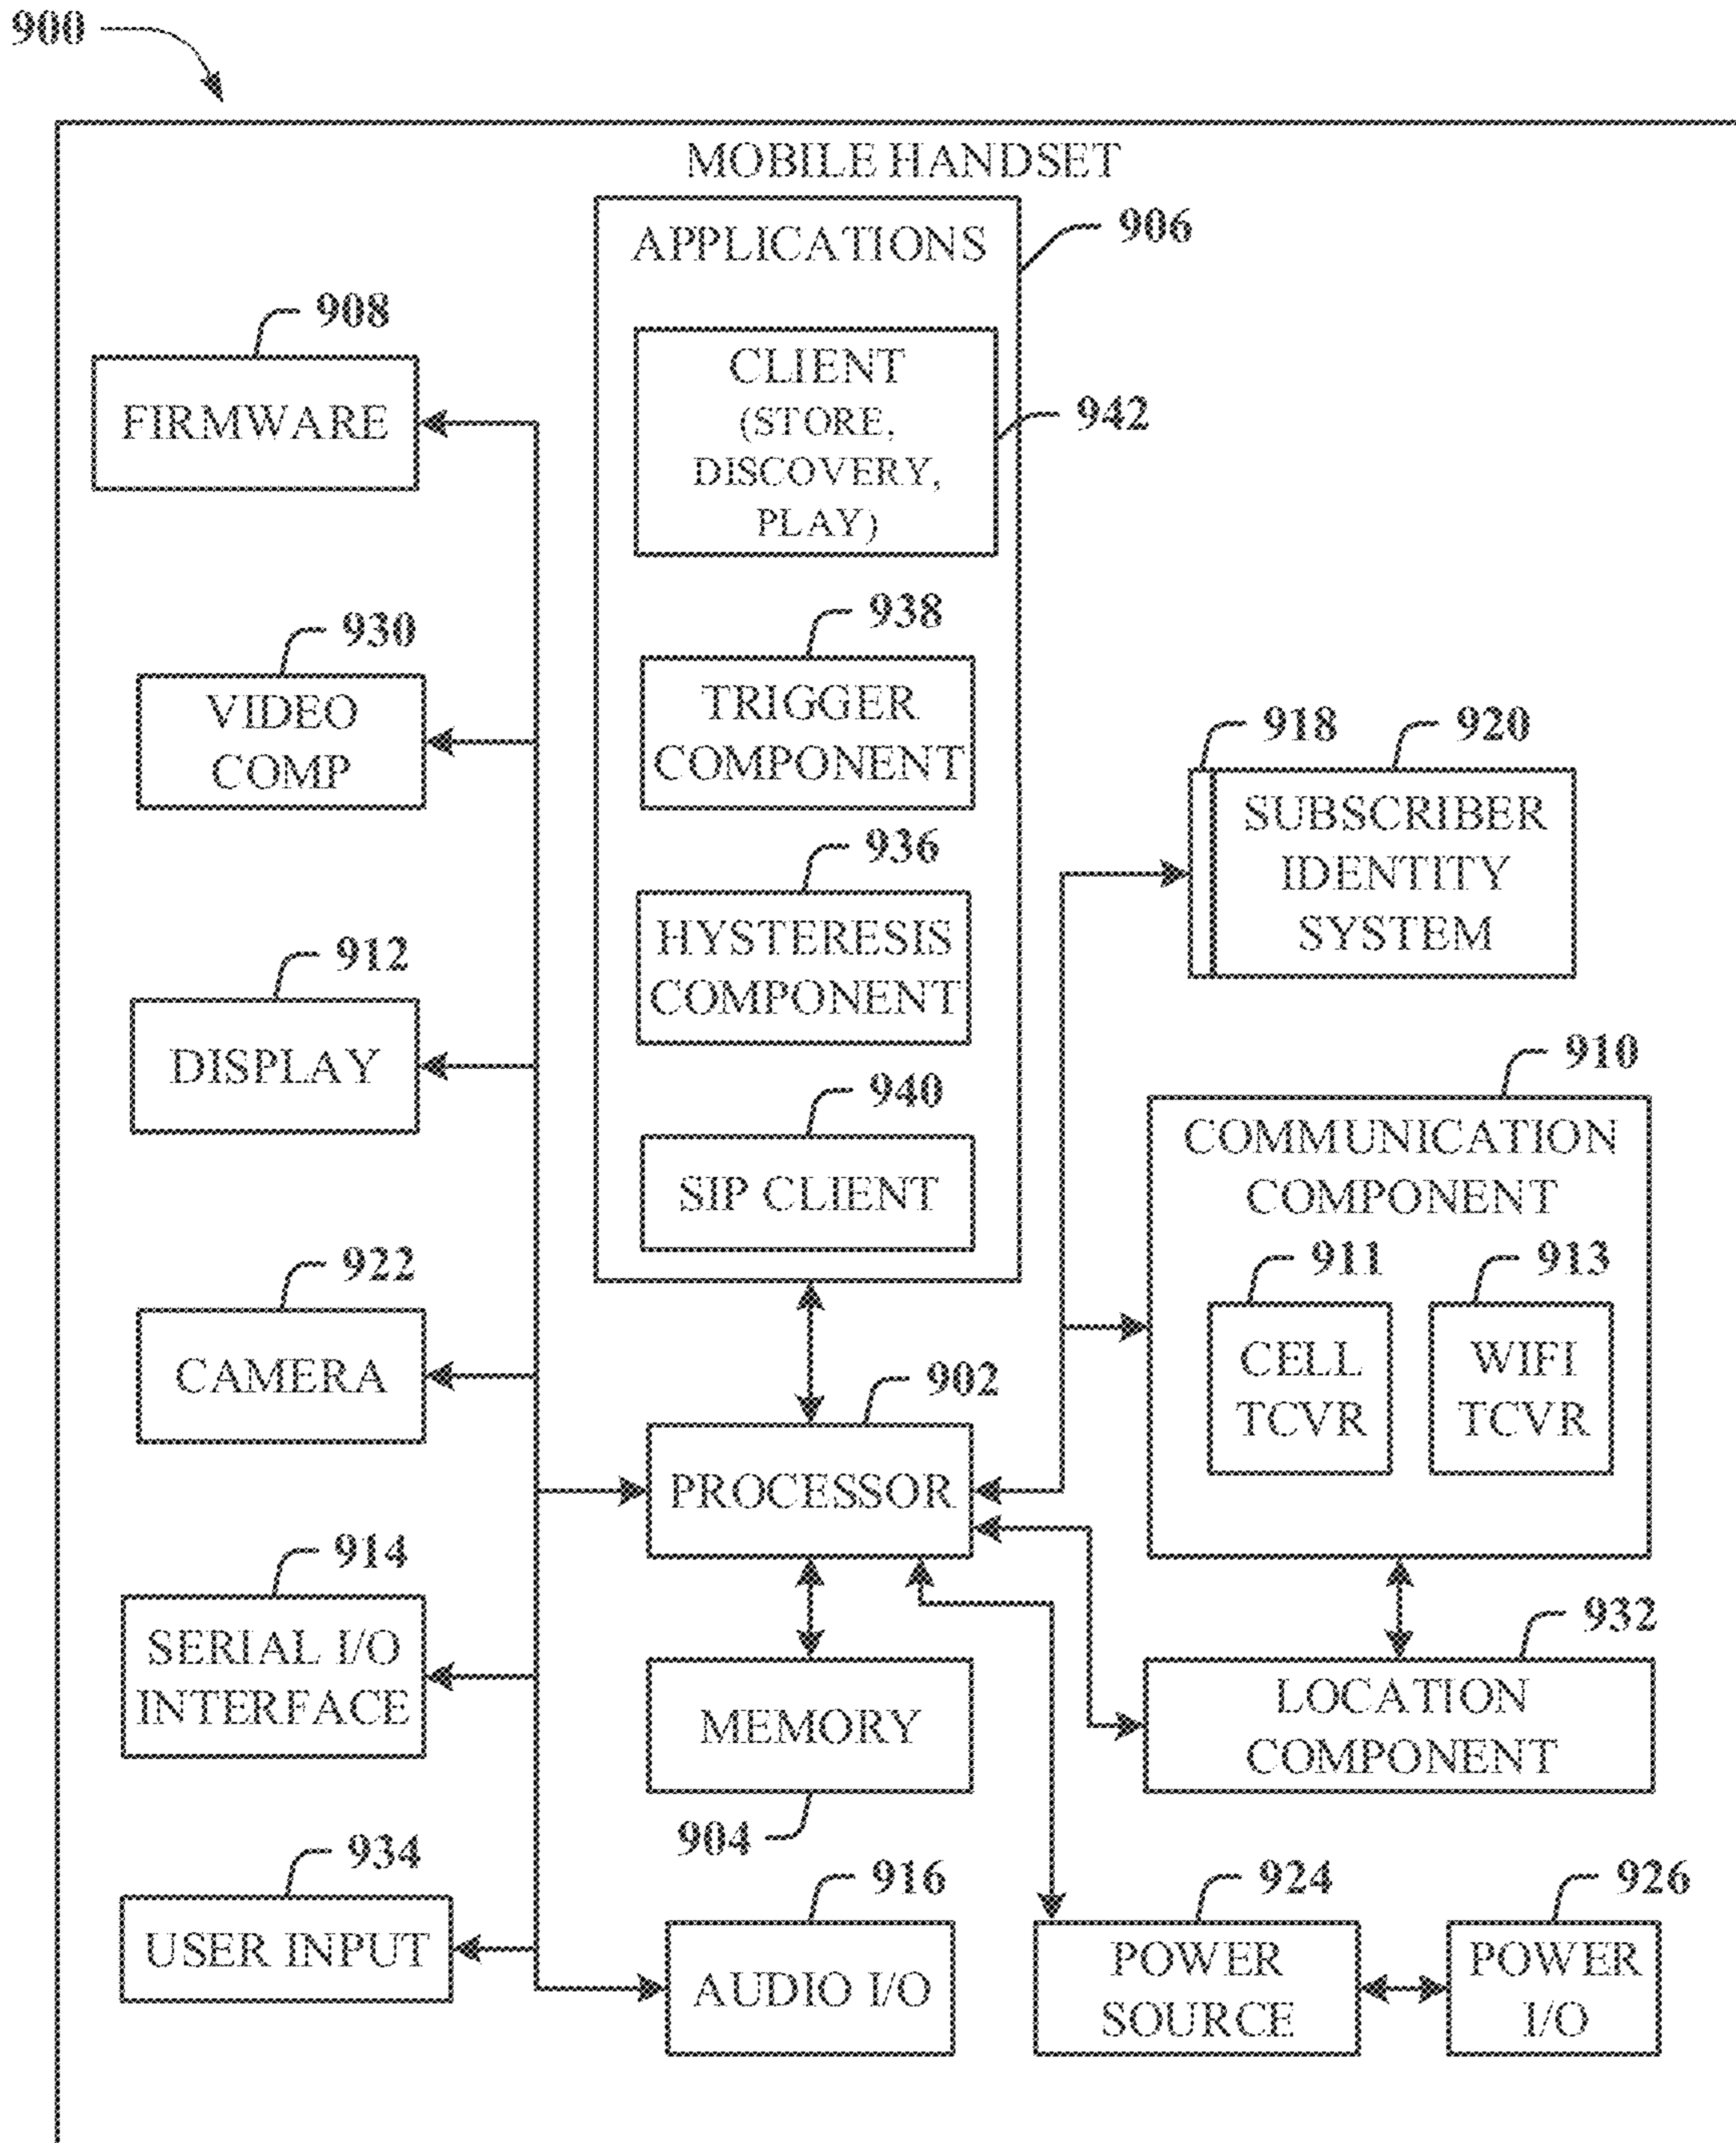 900
MOBILE HANDSET
APPLICATIONS
906
CLIENT
(STORE,
DISCOVERY,
PLAY)
942
908
FIRMWARE
938
TRIGGER
COMPONENT
930
VIDEO
COMP
918
920
SUBSCRIBER
IDENTITY
SYSTEM
936
HYSTERESIS
COMPONENT
912
DISPLAY
940
SIP CLIENT
910
COMMUNICATION
COMPONENT
911
CELL
TCVR
913
WIFI
TCVR
922
CAMERA
902
PROCESSOR
914
SERIAL I/O
INTERFACE
MEMORY
904
932
LOCATION
COMPONENT
934
USER INPUT
916
AUDIO I/O
924
POWER
SOURCE
926
POWER
I/O